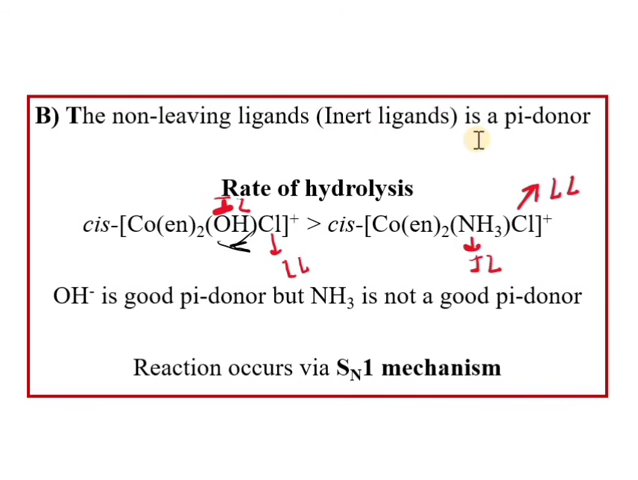 B) The non-leaving ligands (Inert ligands) is a pi-donor
Rate of hydrolysis
IL
LL
cis-[Co(en)₂(OH)Cl]⁺ > cis-[Co(en)₂(NH₃)Cl]⁺
LL
IL
OH⁻ is good pi-donor but NH₃ is not a good pi-donor
Reaction occurs via Sɴ1 mechanism